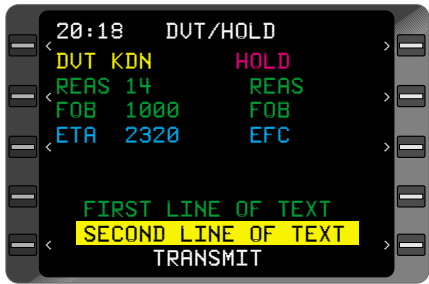 20:18 DVT/HOLD
DVT KDN HOLD
REAS 14 REAS
FOB 1000 FOB
ETA 2320 EFC
FIRST LINE OF TEXT
SECOND LINE OF TEXT
TRANSMIT